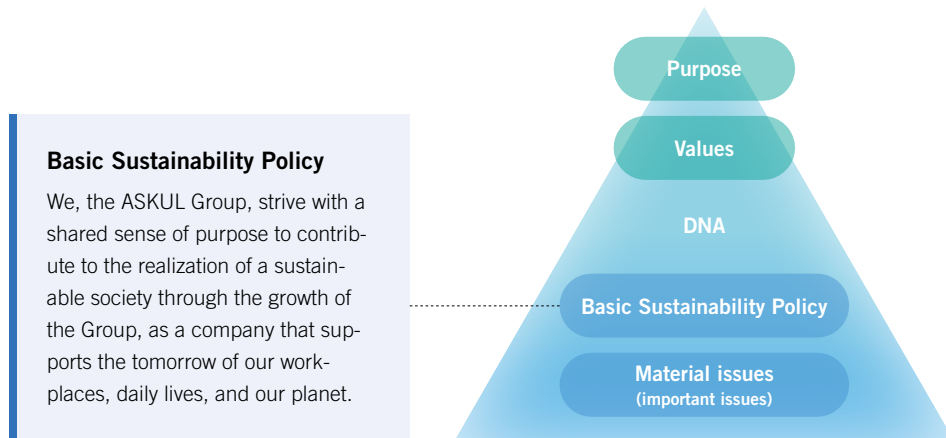 Basic Sustainability Policy
We, the ASKUL Group, strive with a
shared sense of purpose to contrib-
ute to the realization of a sustain-
able society through the growth of
the Group, as a company that sup-
ports the tomorrow of our work-
places, daily lives, and our planet.
Purpose
Values
DNA
Basic Sustainability Policy
Material issues
(important issues)